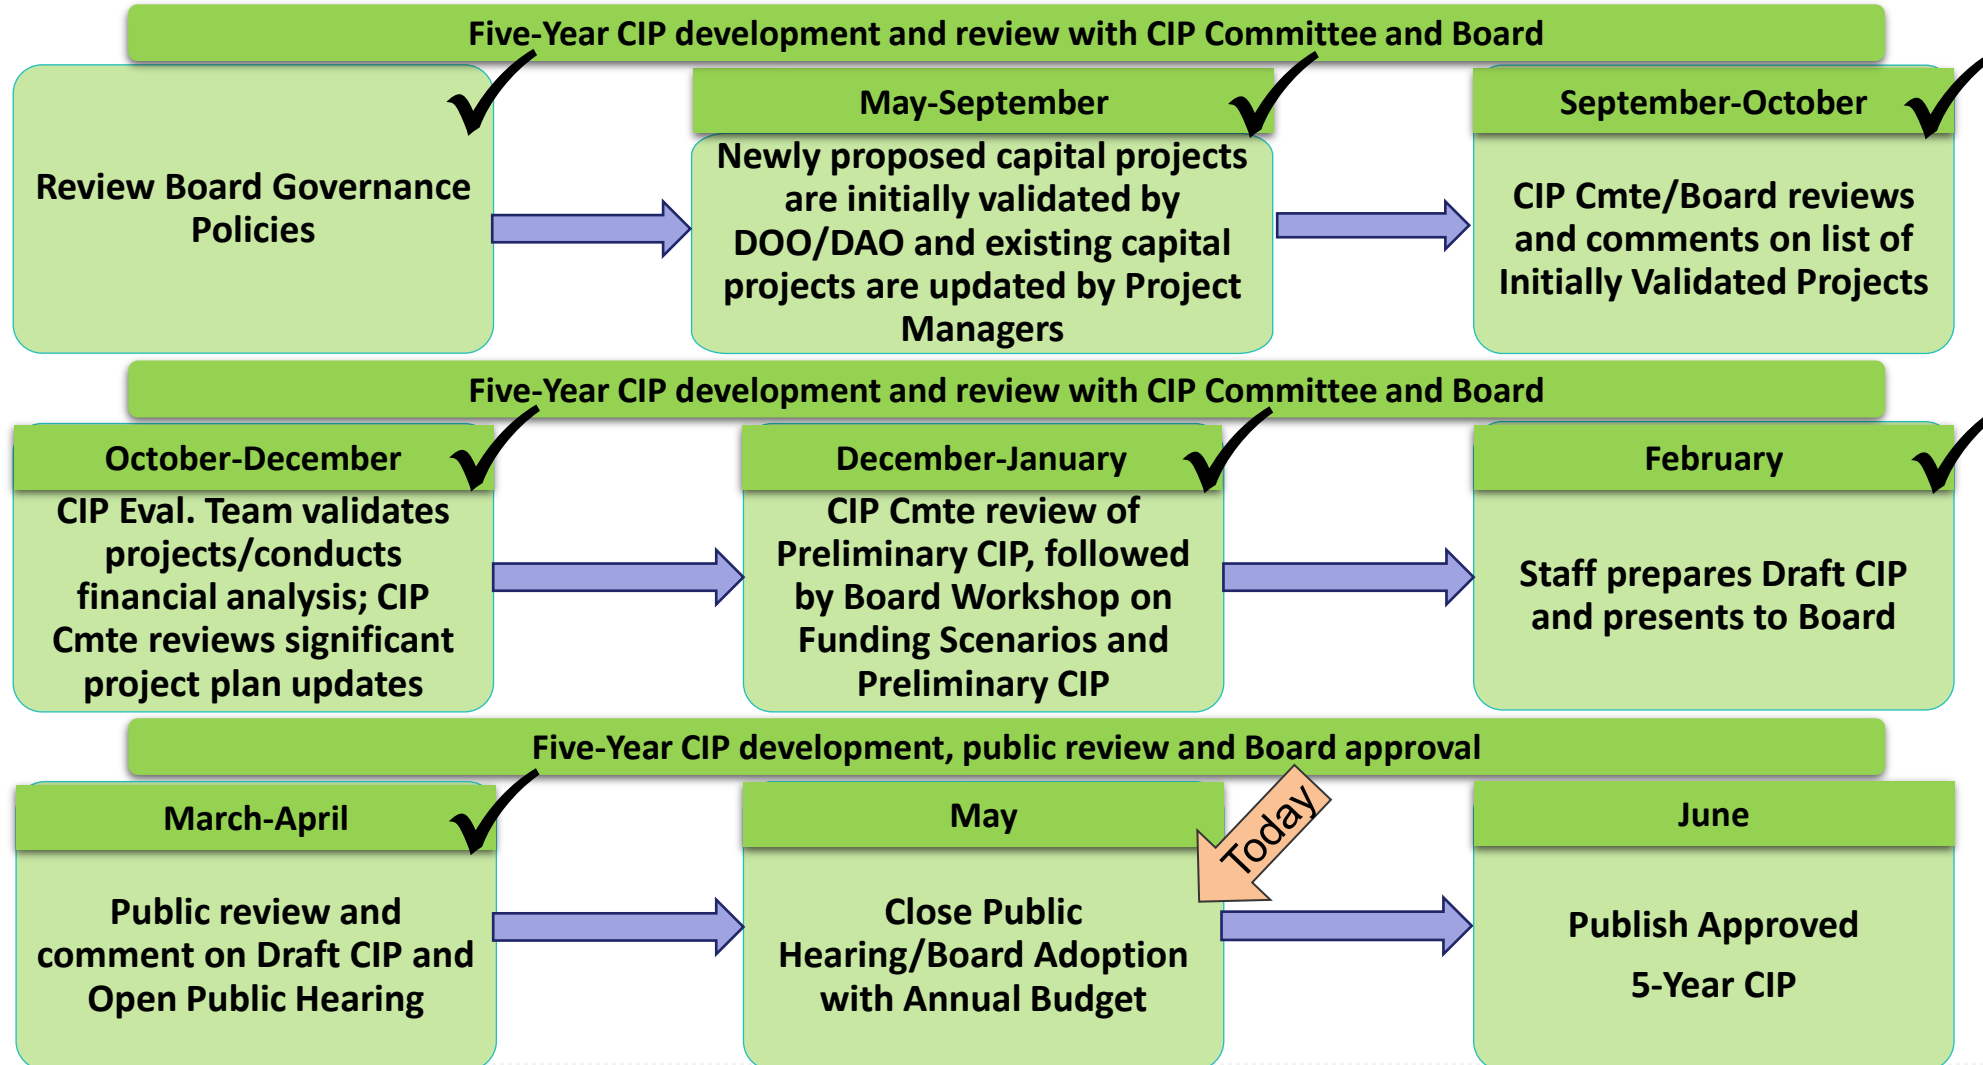 Five-Year CIP development and review with CIP Committee and Board
Review Board Governance
Policies
May-September
Newly proposed capital projects
are initially validated by
DOO/DAO and existing capital
projects are updated by Project
Managers
September-October
CIP Cmte/Board reviews
and comments on list of
Initially Validated Projects
Five-Year CIP development and review with CIP Committee and Board
October-December
CIP Eval. Team validates
projects/conducts
financial analysis; CIP
Cmte reviews significant
project plan updates
December-January
CIP Cmte review of
Preliminary CIP, followed
by Board Workshop on
Funding Scenarios and
Preliminary CIP
February
Staff prepares Draft CIP
and presents to Board
Five-Year CIP development, public review and Board approval
March-April
Public review and
comment on Draft CIP and
Open Public Hearing
May
Today
Close Public
Hearing/Board Adoption
with Annual Budget
June
Publish Approved
5-Year CIP